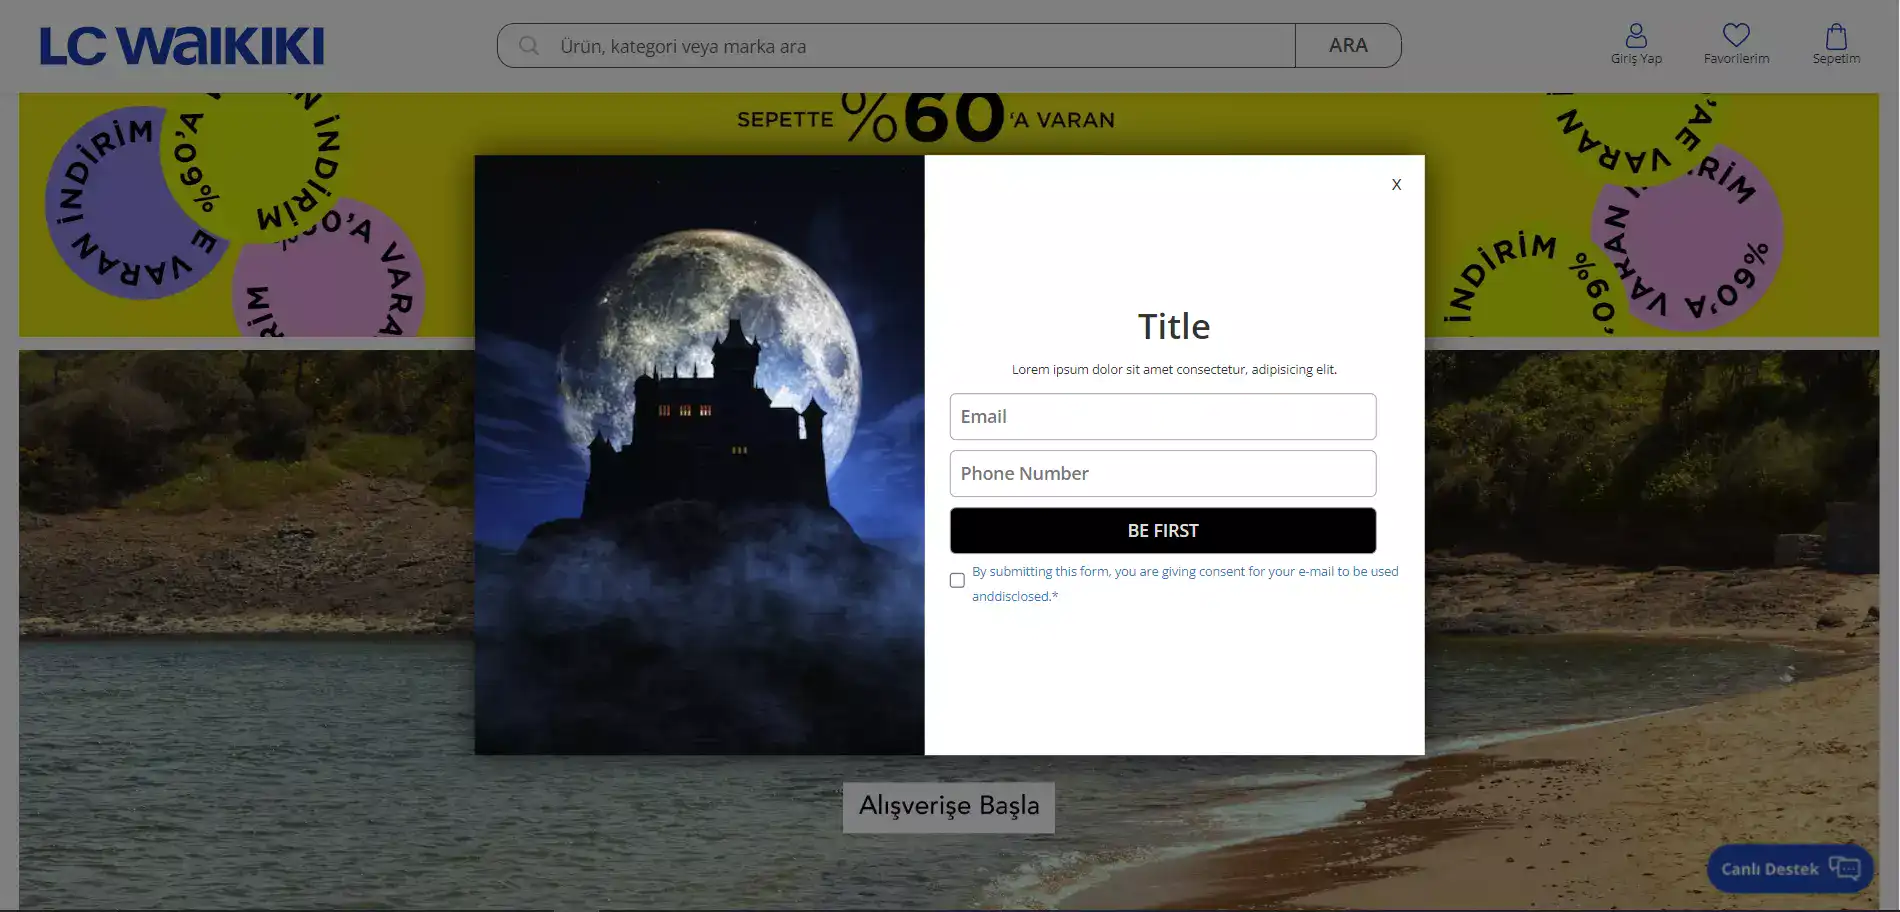 LC WAIKIKI
Ürün, kategori veya marka ara
ARA
Giriş Yap
Favorilerim
Sepetim
SEPETTE %60 'A VARAN
VARAN İNDİRİM
%60'A
İNDİRİM
E VARAN
%60'A VARA
RİM
VARAN
'A VARAN
RİM
İNDİRİM %60'
%60'A VARAN
X
Title
Lorem ipsum dolor sit amet consectetur, adipisicing elit.
Email
Phone Number
BE FIRST
By submitting this form, you are giving consent for your e-mail to be used
anddisclosed.*
Alışverişe Başla
Canlı Destek